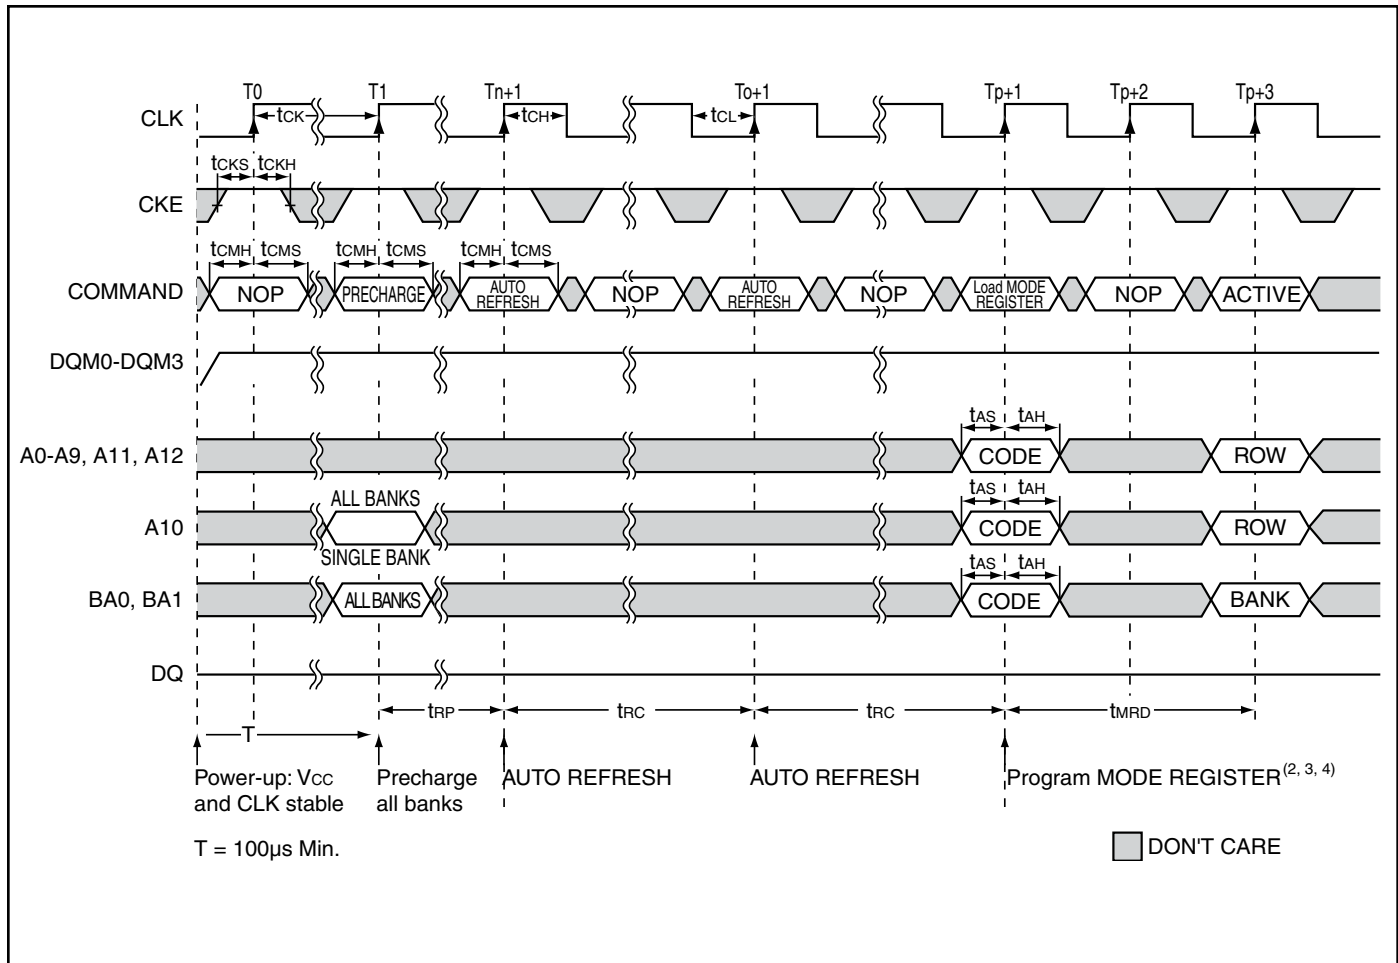 T0 T1 Tn+1 To+1 Tp+1 Tp+2 Tp+3
CLK tCK tCH tCL
tCKS tCKH
CKE
tCMH tCMS tCMH tCMS tCMH tCMS
COMMAND NOP PRECHARGE AUTO REFRESH NOP AUTO REFRESH NOP Load MODE REGISTER NOP ACTIVE
DQM0-DQM3
tAS tAH
A0-A9, A11, A12 CODE ROW
ALL BANKS tAS tAH
A10 CODE ROW
SINGLE BANK tAS tAH
BA0, BA1 ALL BANKS CODE BANK
DQ
tRP tRC tRC tMRD
T
Power-up: VCC Precharge AUTO REFRESH AUTO REFRESH Program MODE REGISTER(2, 3, 4)
and CLK stable all banks
T = 100µs Min. DON'T CARE